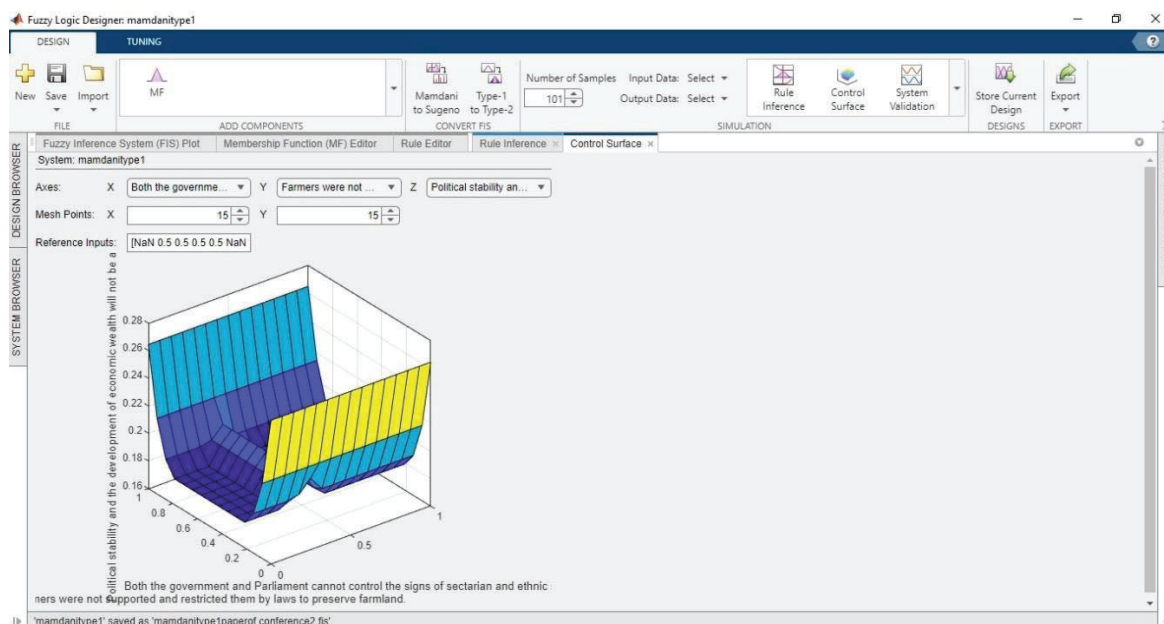 Fuzzy Logic Designer: mamdanitype1
DESIGN TUNING
New Save Import
FILE
MF
ADD COMPONENTS
Mamdani to Sugeno
Type-1 to Type-2
CONVERT FIS
Number of Samples 101
Input Data: Select
Output Data: Select
Rule Inference
Control Surface
System Validation
SIMULATION
Store Current Design
DESIGNS
Export
EXPORT
DESIGN BROWSER
SYSTEM BROWSER
Fuzzy Inference System (FIS) Plot Membership Function (MF) Editor Rule Editor Rule Inference Control Surface
System: mamdanitype1
Axes: X Both the governme... Y Farmers were not ... Z Political stability an...
Mesh Points: X 15 Y 15
Reference Inputs: [NaN 0.5 0.5 0.5 0.5 NaN
Political stability and the development of economic wealth will not be a
0.28
0.26
0.24
0.22
0.2
0.18
0.16
1
0.8
0.6
0.4
0.2
0
0
0.5
1
Both the government and Parliament cannot control the signs of sectarian and ethnic
mers were not supported and restricted them by laws to preserve farmland.
'mamdanitype1' saved as 'mamdanitype1paperof conference2.fis'